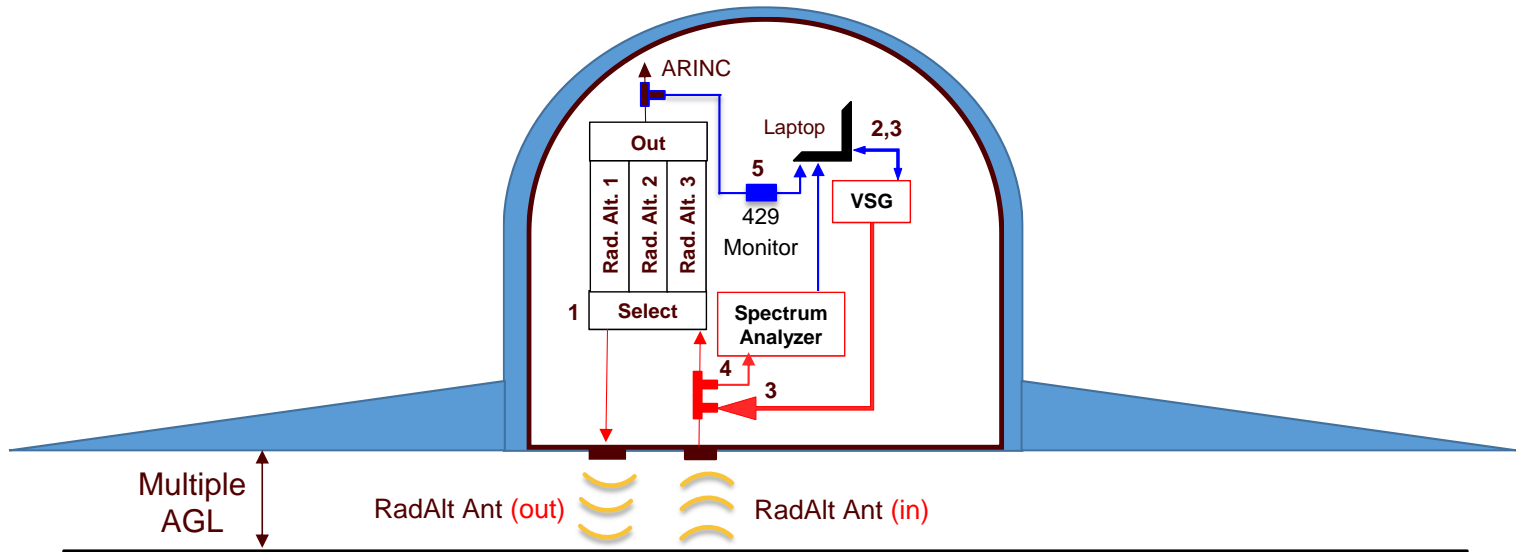 ARINC
Laptop
2,3
Out
5
Rad. Alt. 1
Rad. Alt. 2
Rad. Alt. 3
VSG
429
Monitor
1
Select
Spectrum
Analyzer
4
3
Multiple
AGL
RadAlt Ant (out)
RadAlt Ant (in)